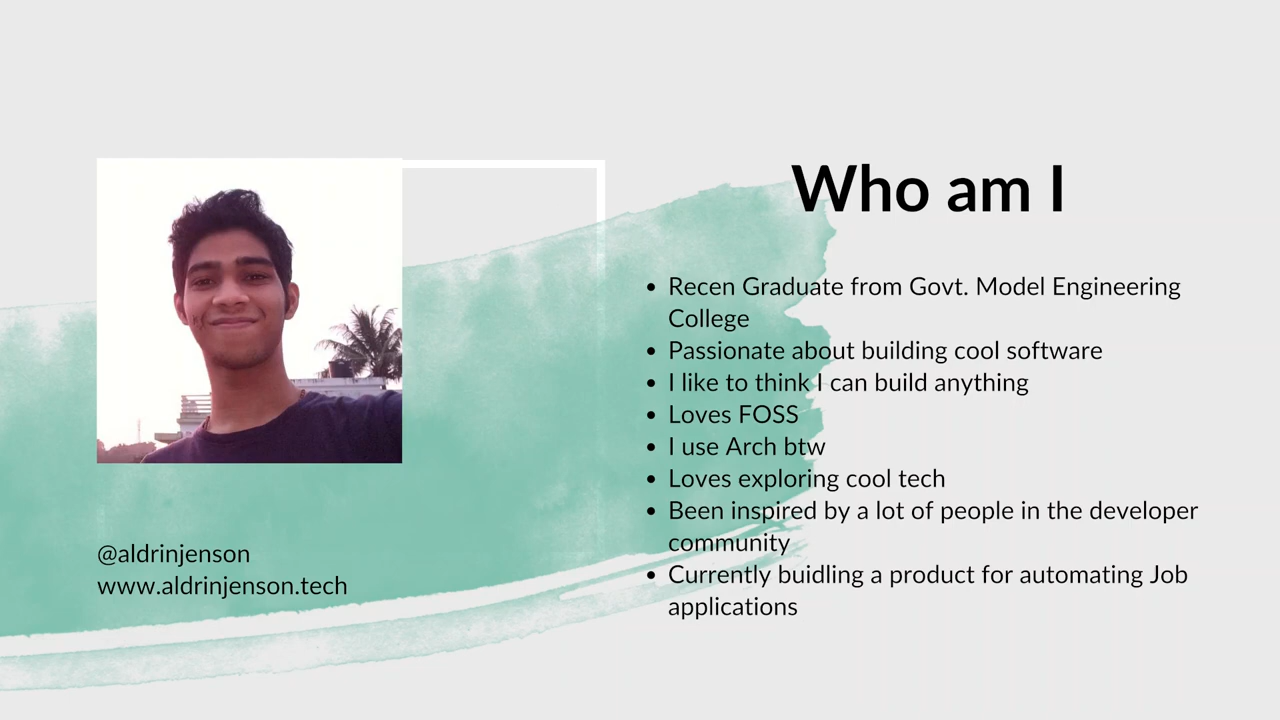 Who am I
Recen Graduate from Govt. Model Engineering
College
Passionate about building cool software
I like to think I can build anything
Loves FOSS
I use Arch btw
Loves exploring cool tech
Been inspired by a lot of people in the developer
community
Currently buidling a product for automating Job
applications
@aldrinjenson
www.aldrinjenson.tech